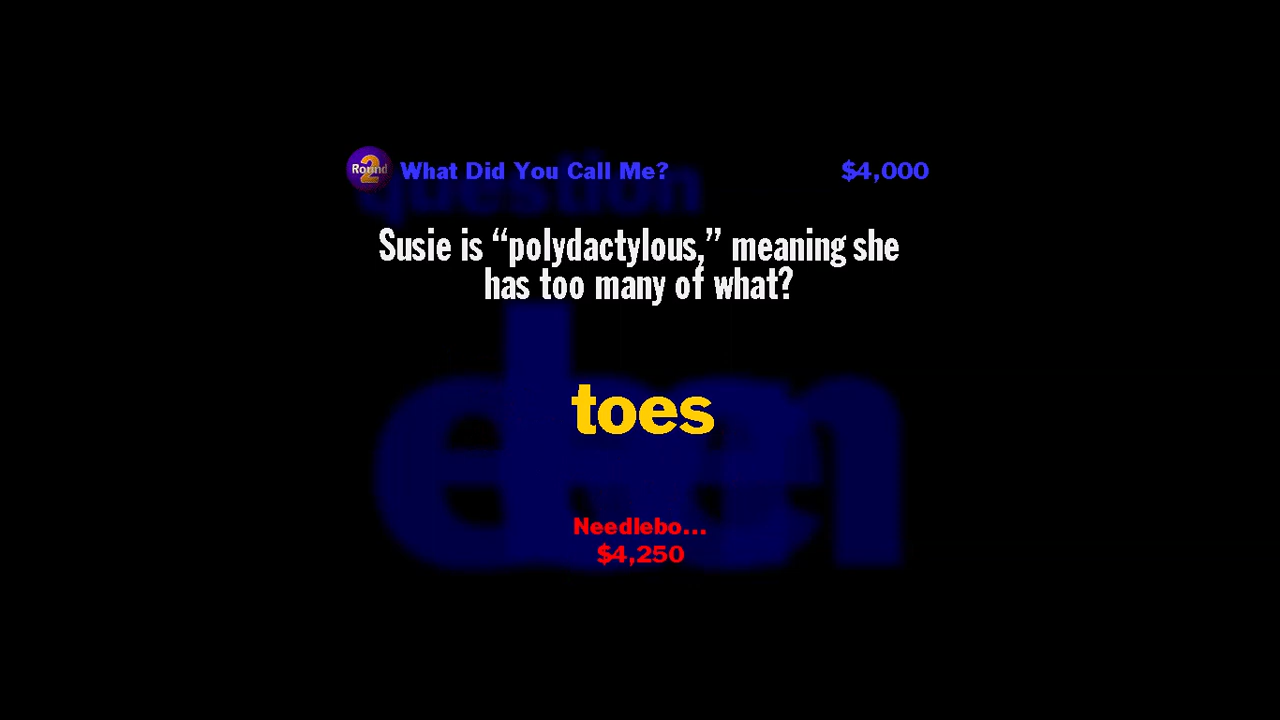 Round 2 What Did You Call Me? $4,000
question
Susie is “polydactylous,” meaning she
has too many of what?
toes
Needlebo...
$4,250